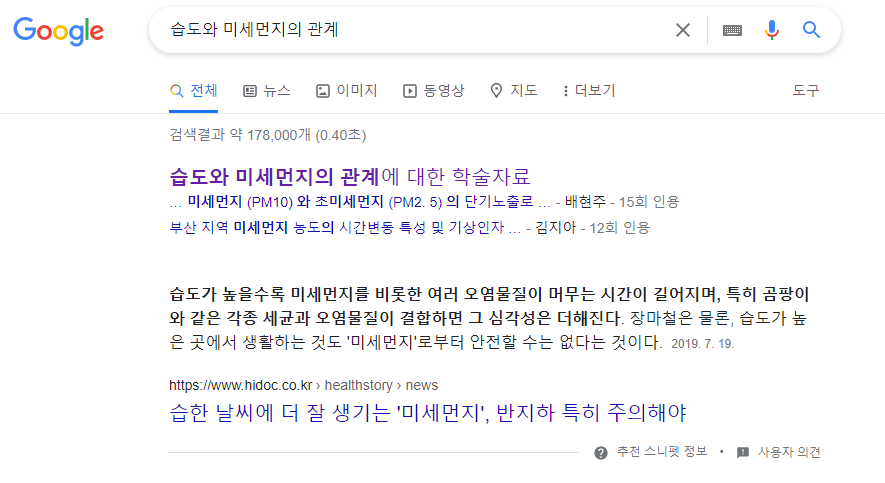 Google
습도와 미세먼지의 관계
전체 뉴스 이미지 동영상 지도 더보기 도구
검색결과 약 178,000개 (0.40초)
습도와 미세먼지의 관계에 대한 학술자료
... 미세먼지 (PM10) 와 초미세먼지 (PM2. 5) 의 단기노출로 ... - 배현주 - 15회 인용
부산 지역 미세먼지 농도의 시간변동 특성 및 기상인자 ... - 김지아 - 12회 인용
습도가 높을수록 미세먼지를 비롯한 여러 오염물질이 머무는 시간이 길어지며, 특히 곰팡이
와 같은 각종 세균과 오염물질이 결합하면 그 심각성은 더해진다. 장마철은 물론, 습도가 높
은 곳에서 생활하는 것도 '미세먼지'로부터 안전할 수는 없다는 것이다. 2019. 7. 19.
https://www.hidoc.co.kr › healthstory › news
습한 날씨에 더 잘 생기는 '미세먼지', 반지하 특히 주의해야
추천 스니펫 정보 • 사용자 의견